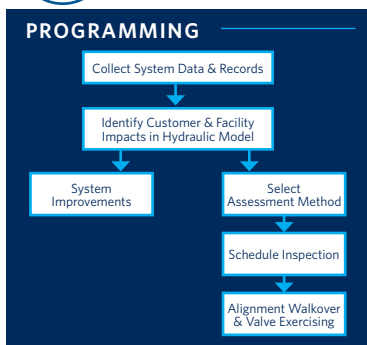 PROGRAMMING
Collect System Data & Records
Identify Customer & Facility
Impacts in Hydraulic Model
System
Improvements
Select
Assessment Method
Schedule Inspection
Alignment Walkover
& Valve Exercising